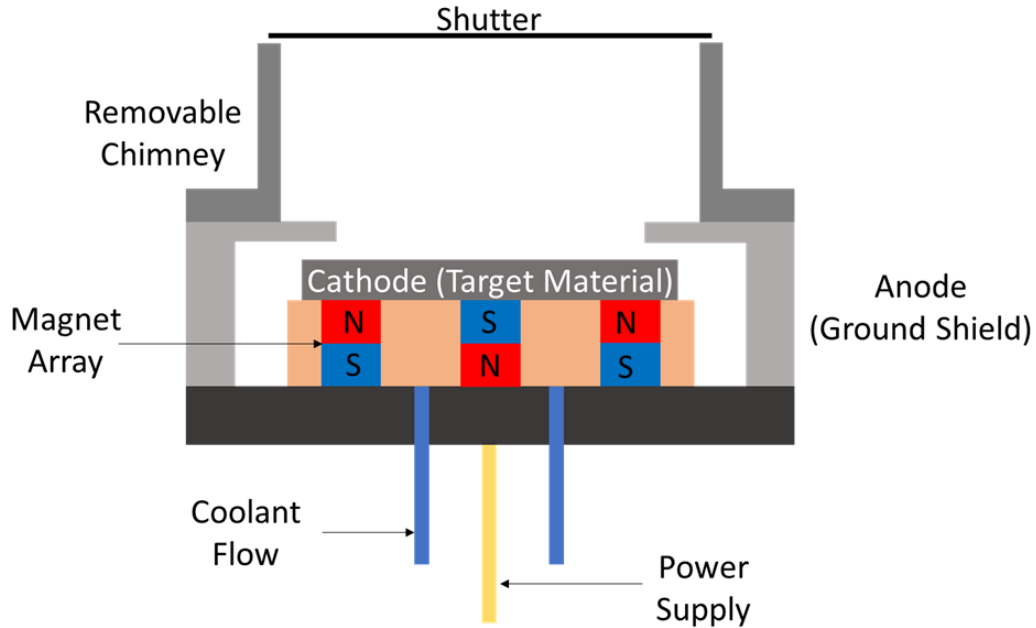 Shutter
Removable
Chimney
Cathode (Target Material)
Anode
(Ground Shield)
Magnet
Array
N S N
S N S
Coolant
Flow
Power
Supply